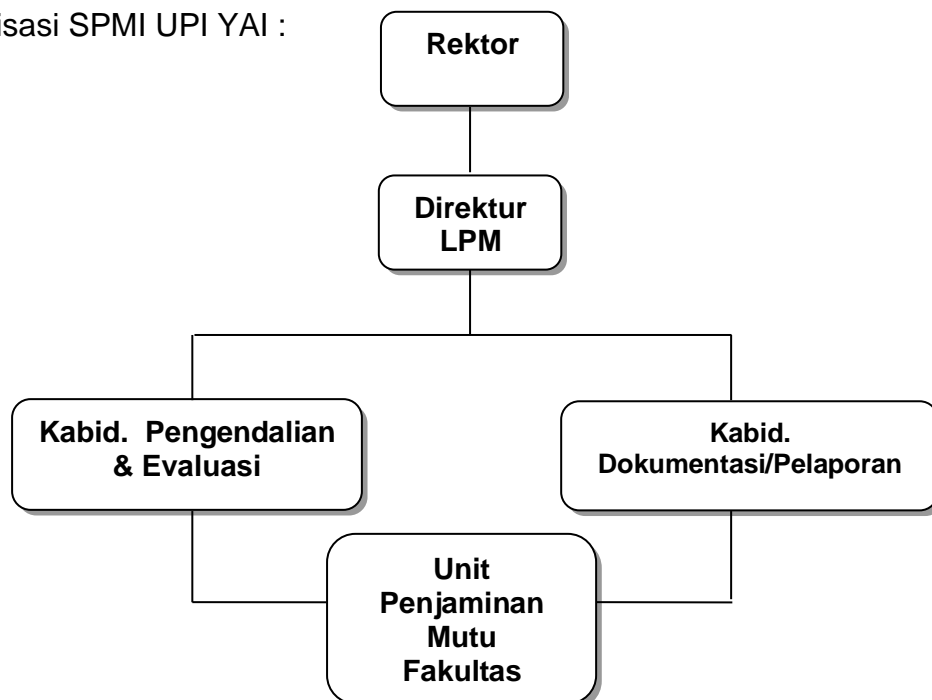 isasi SPMI UPI YAI :
Rektor
Direktur
LPM
Kabid. Pengendalian
& Evaluasi
Kabid.
Dokumentasi/Pelaporan
Unit
Penjaminan
Mutu
Fakultas